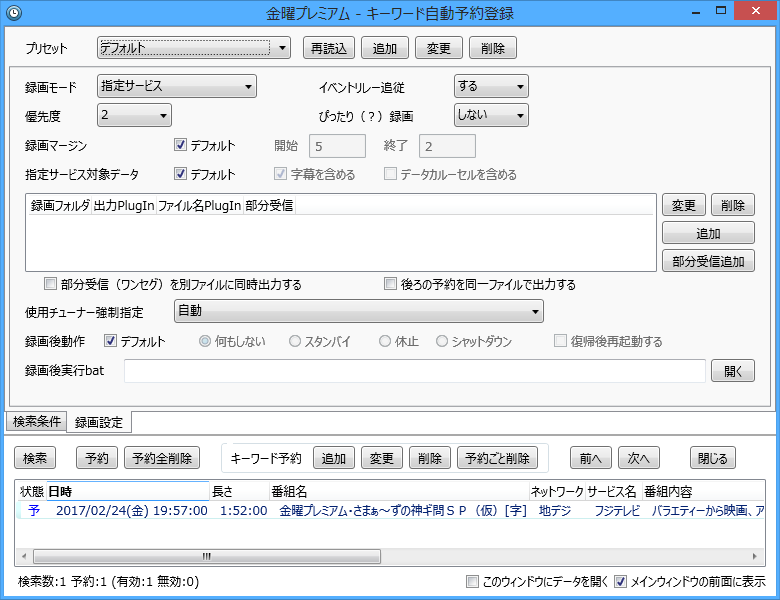 金曜プレミアム - キーワード自動予約登録
プリセット デフォルト 再読込 追加 変更 削除
録画モード 指定サービス イベントリレー追従 する
優先度 2 ぴったり（？）録画 しない
録画マージン デフォルト 開始 5 終了 2
指定サービス対象データ デフォルト 字幕を含める データカルーセルを含める
録画フォルダ 出力PlugIn ファイル名PlugIn 部分受信 変更 削除
追加
部分受信追加
部分受信（ワンセグ）を別ファイルに同時出力する 後ろの予約を同一ファイルで出力する
使用チューナー強制指定 自動
録画後動作 デフォルト 何もしない スタンバイ 休止 シャットダウン 復帰後再起動する
録画後実行bat 開く
検索条件 録画設定
検索 予約 予約全削除 キーワード予約 追加 変更 削除 予約ごと削除 前へ 次へ 閉じる
状態 日時 長さ 番組名 ネットワーク サービス名 番組内容
予 2017/02/24(金) 19:57:00 1:52:00 金曜プレミアム・さまぁ～ずの神ギ問ＳＰ（仮）[字] 地デジ フジテレビ バラエティーから映画、ア
検索数:1 予約:1 (有効:1 無効:0) このウィンドウにデータを開く メインウィンドウの前面に表示